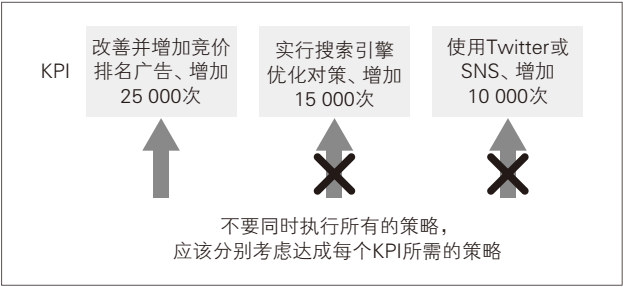 KPI
改善并增加竞价
排名广告、增加
25 000次
实行搜索引擎
优化对策、增加
15 000次
使用Twitter或
SNS、增加
10 000次
不要同时执行所有的策略，
应该分别考虑达成每个KPI所需的策略